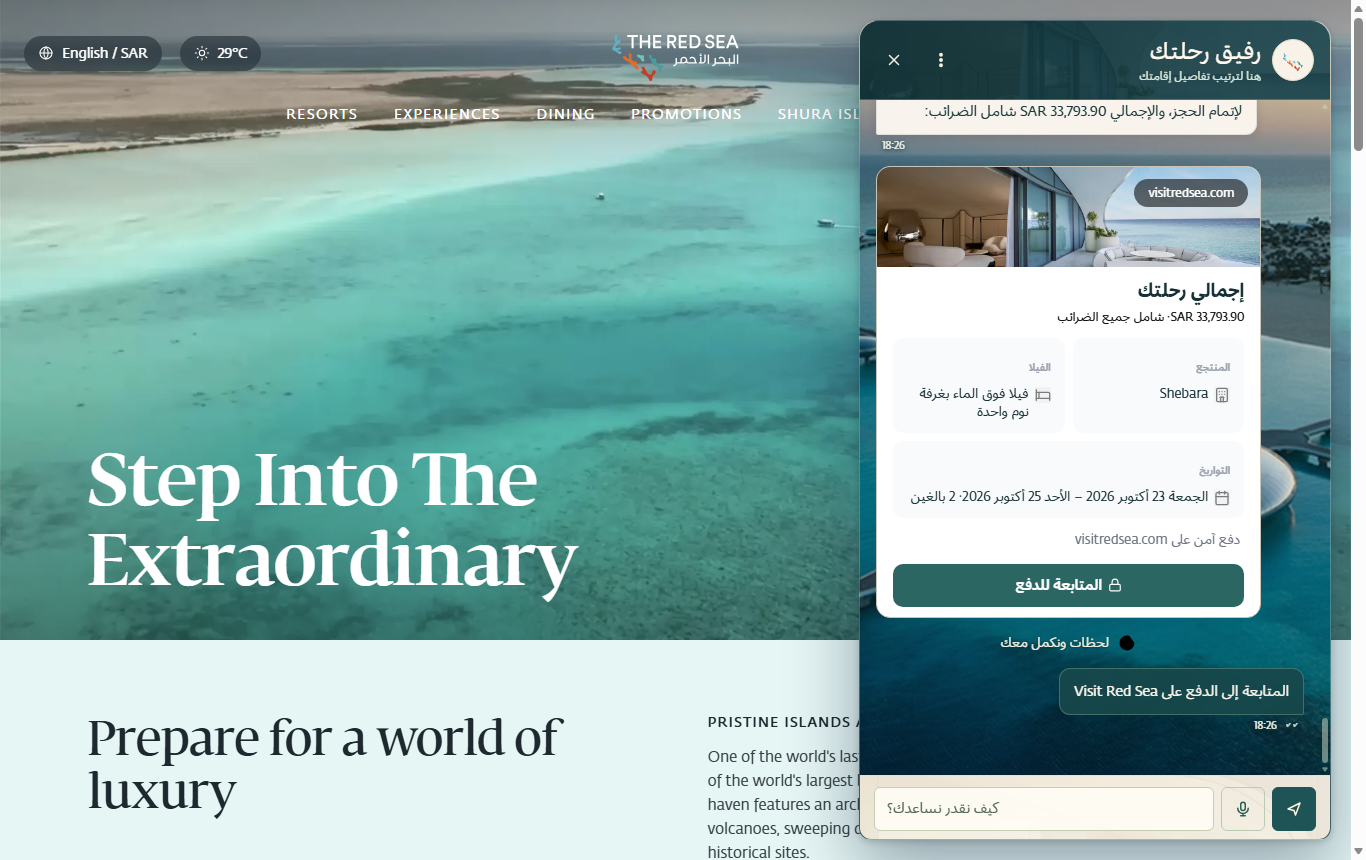 English / SAR
29°C
THE RED SEA
البحر الأحمر
RESORTS
EXPERIENCES
DINING
PROMOTIONS
SHURA
Step Into The
Extraordinary
Prepare for a world of
luxury
PRISTINE ISLANDS
One of the world's
of the world's largest
haven features an
volcanoes, sweeping
historical sites.
رفيق رحلتك
هنا لترتيب تفاصيل إقامتك
لإتمام الحجز، والإجمالي SAR 33,793.90 شامل الضرائب:
18:26
visitredsea.com
إجمالي رحلتك
SAR 33,793.90· شامل جميع الضرائب
المنتجع
Shebara
الفيلا
فيلا فوق الماء بغرفة
نوم واحدة
التواريخ
الجمعة 23 أكتوبر 2026 – الأحد 25 أكتوبر 2026· 2 بالغين
دفع آمن على visitredsea.com
المتابعة للدفع
لحظات ونكمل معك
المتابعة إلى الدفع على Visit Red Sea
18:26
كيف نقدر نساعدك؟